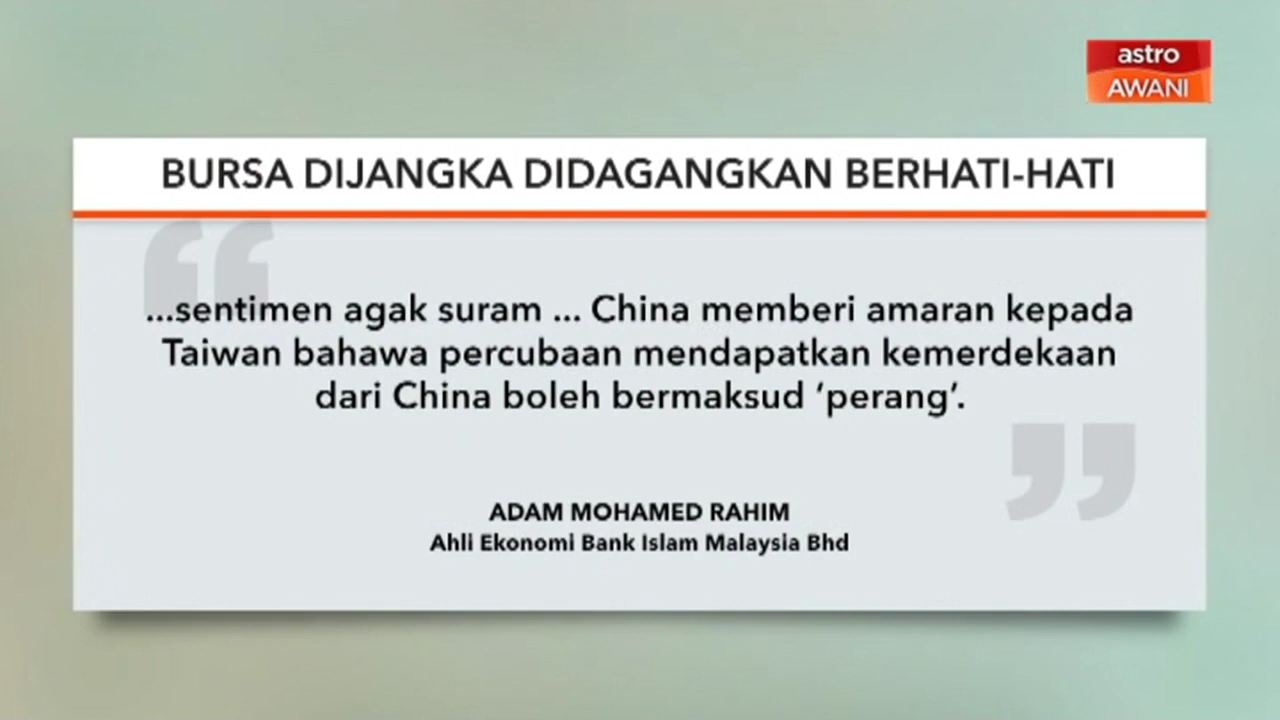 astro
AWANI
BURSA DIJANGKA DIDAGANGKAN BERHATI-HATI
...sentimen agak suram ... China memberi amaran kepada
Taiwan bahawa percubaan mendapatkan kemerdekaan
dari China boleh bermaksud ‘perang’.
ADAM MOHAMED RAHIM
Ahli Ekonomi Bank Islam Malaysia Bhd